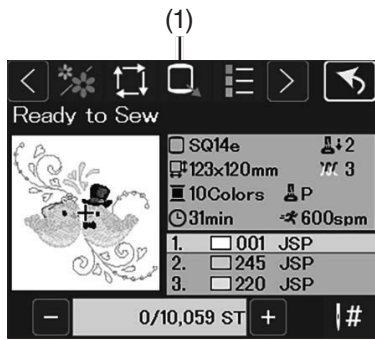 (1)
Ready to Sew
SQ14e 2
123x120mm 3
10Colors P
31min 600spm
1. 001 JSP
2. 245 JSP
3. 220 JSP
− 0/10,059 ST + #